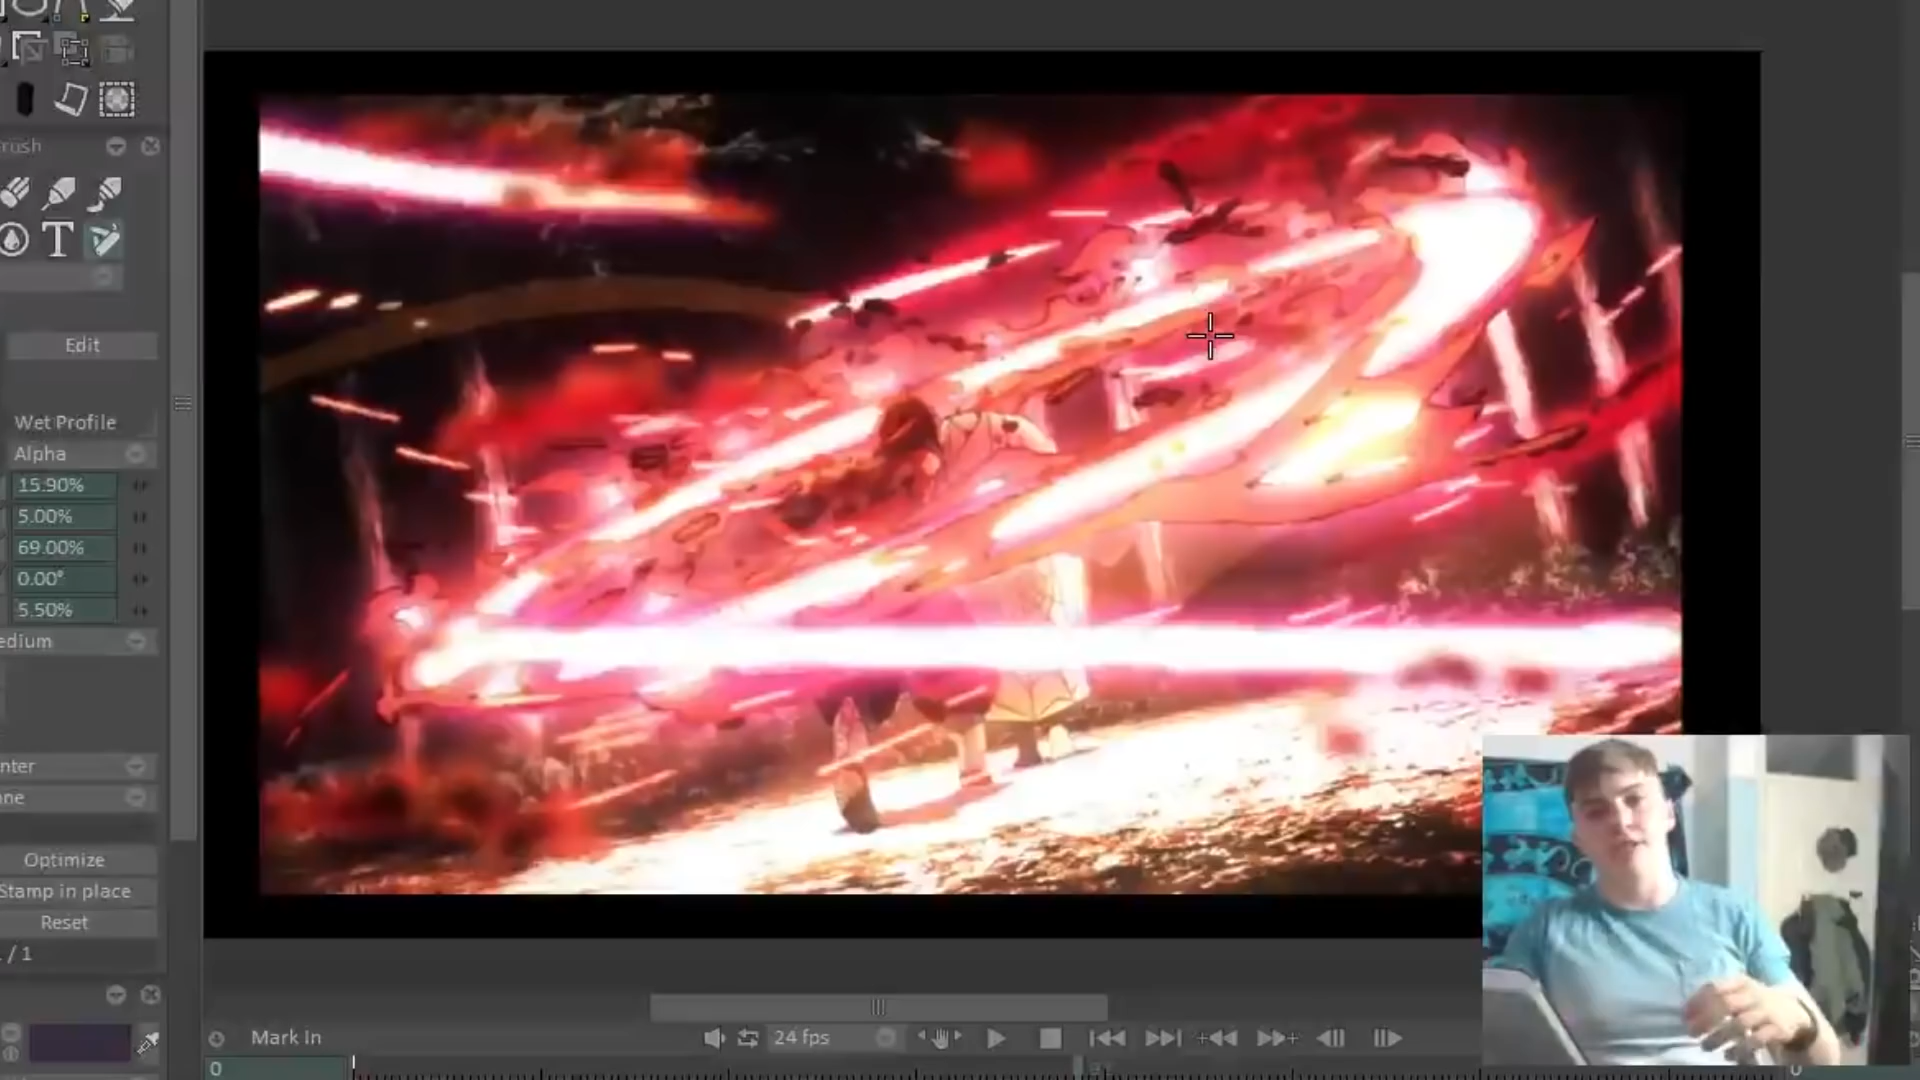 rush
T
Edit
Wet Profile
Alpha
15.90%
5.00%
69.00%
0.00°
5.50%
edium
nter
ne
Optimize
Stamp in place
Reset
/ 1
Mark In
24 fps
0
0